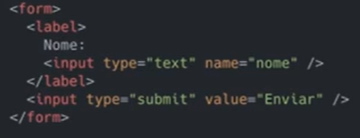 <form>
<label>
Nome:
<input type="text" name="nome" />
</label>
<input type="submit" value="Enviar" />
</form>